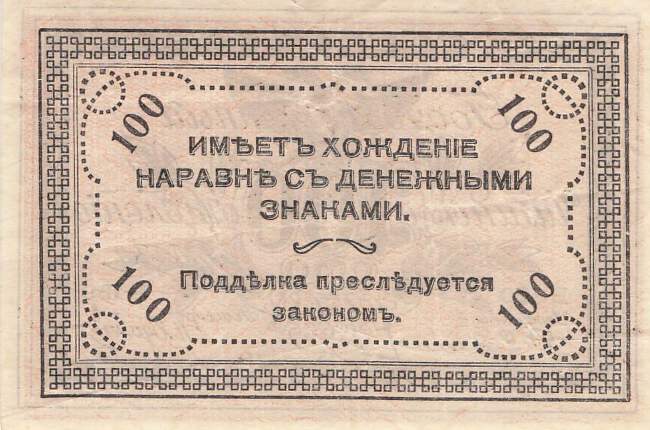 100 100
ИМѢЕТЪ ХОЖДЕНІЕ
НАРАВНѢ СЪ ДЕНЕЖНЫМИ
ЗНАКАМИ.
Поддѣлка преслѣдуется
закономъ.
100 100